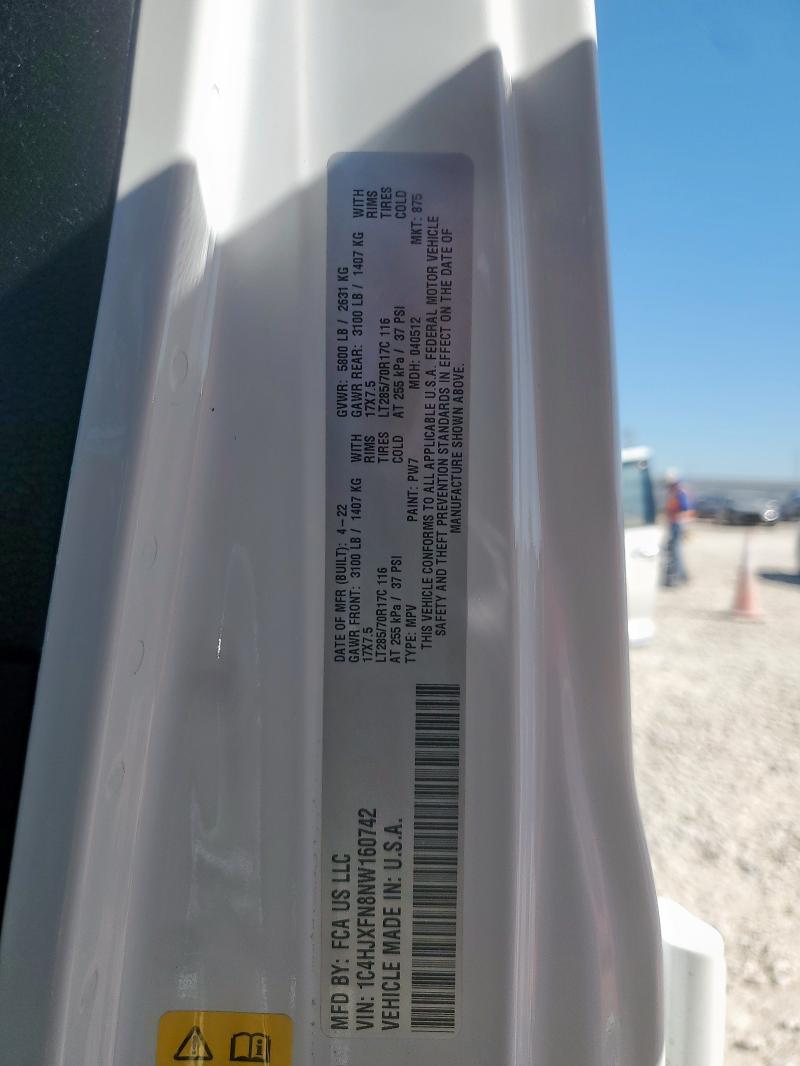 MFD BY: FCA US LLC
VIN: 1C4HJXFN8NW160742
VEHICLE MADE IN: U.S.A.
DATE OF MFR (BUILT): 4-22 GVWR: 5800 LB / 2631 KG
GAWR FRONT: 3100 LB / 1407 KG WITH GAWR REAR: 3100 LB / 1407 KG WITH
17X7.5 RIMS 17X7.5 RIMS
LT285/70R17C 116 TIRES LT285/70R17C 116 TIRES
AT 255 kPa / 37 PSI COLD AT 255 kPa / 37 PSI COLD
TYPE: MPV PAINT: PW7 MDH: 040512 MKT: 875
THIS VEHICLE CONFORMS TO ALL APPLICABLE U.S.A. FEDERAL MOTOR VEHICLE
SAFETY AND THEFT PREVENTION STANDARDS IN EFFECT ON THE DATE OF
MANUFACTURE SHOWN ABOVE.